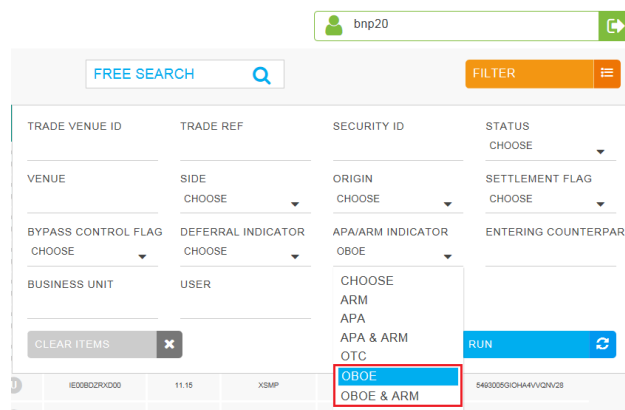 bnp20
FREE SEARCH
FILTER
TRADE VENUE ID TRADE REF SECURITY ID STATUS
CHOOSE
VENUE SIDE ORIGIN SETTLEMENT FLAG
CHOOSE CHOOSE CHOOSE
BYPASS CONTROL FLAG DEFERRAL INDICATOR APA/ARM INDICATOR ENTERING COUNTERPAR
CHOOSE CHOOSE OBOE
BUSINESS UNIT USER
CHOOSE
ARM
APA
APA & ARM
OTC
OBOE
OBOE & ARM
CLEAR ITEMS RUN
IE00BDZRXD00 11.15 XSMP 5493005GIOHA4VVQNV28